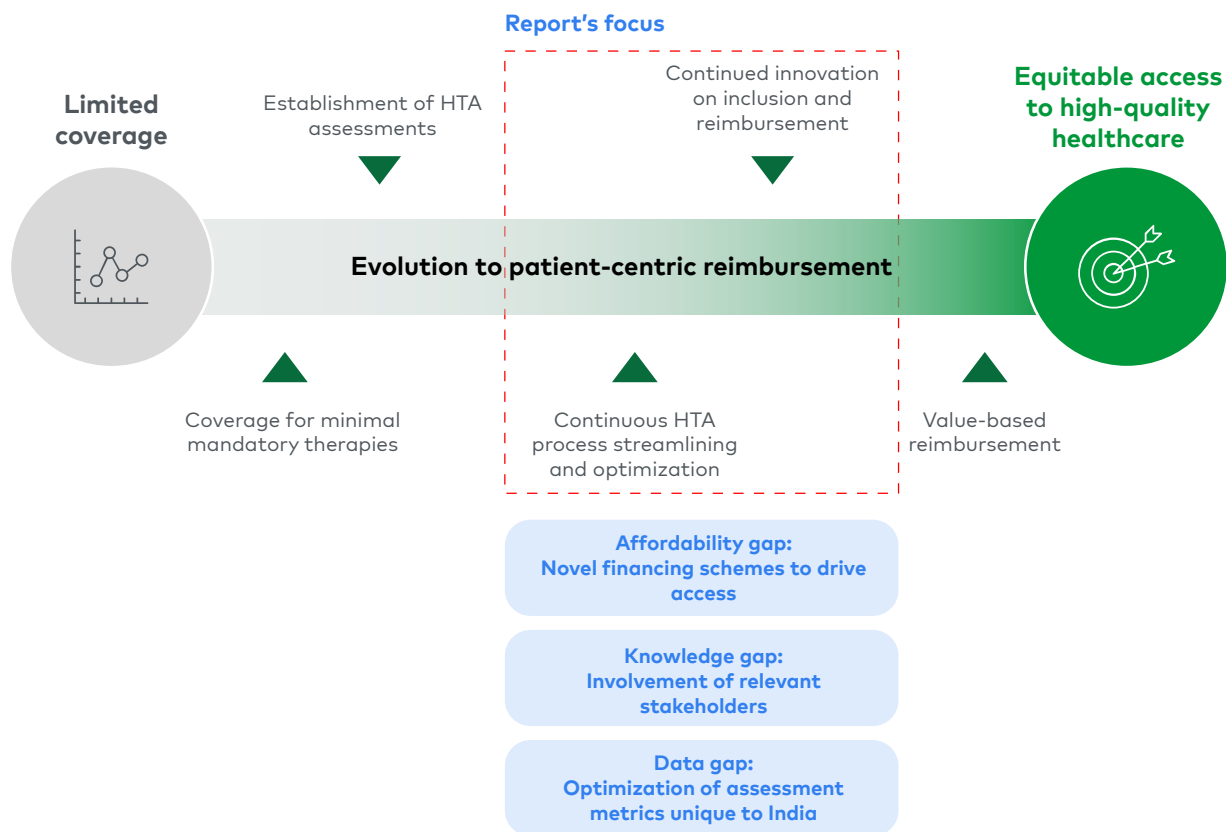 Report's focus
Limited
coverage
Establishment of HTA
assessments
Continued innovation
on inclusion and
reimbursement
Equitable access
to high-quality
healthcare
Evolution to patient-centric reimbursement
Coverage for minimal
mandatory therapies
Continuous HTA
process streamlining
and optimization
Value-based
reimbursement
Affordability gap:
Novel financing schemes to drive
access
Knowledge gap:
Involvement of relevant
stakeholders
Data gap:
Optimization of assessment
metrics unique to India